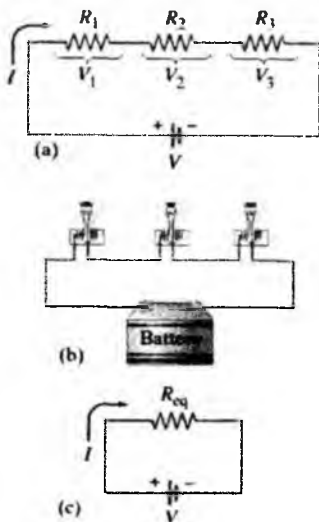 R1 R2 R3
I
V1 V2 V3
+ −
V
(a)
Battery
(b)
Req
I
+ −
V
(c)